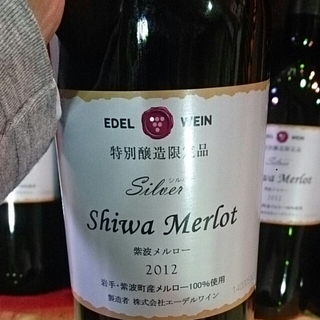 EDEL WEIN
特別醸造限定品
シルバー
Silver
Shiwa Merlot
紫波メルロー
2012
岩手・紫波町産メルロー100%使用
製造者 株式会社エーデルワイン
Merlot
2012